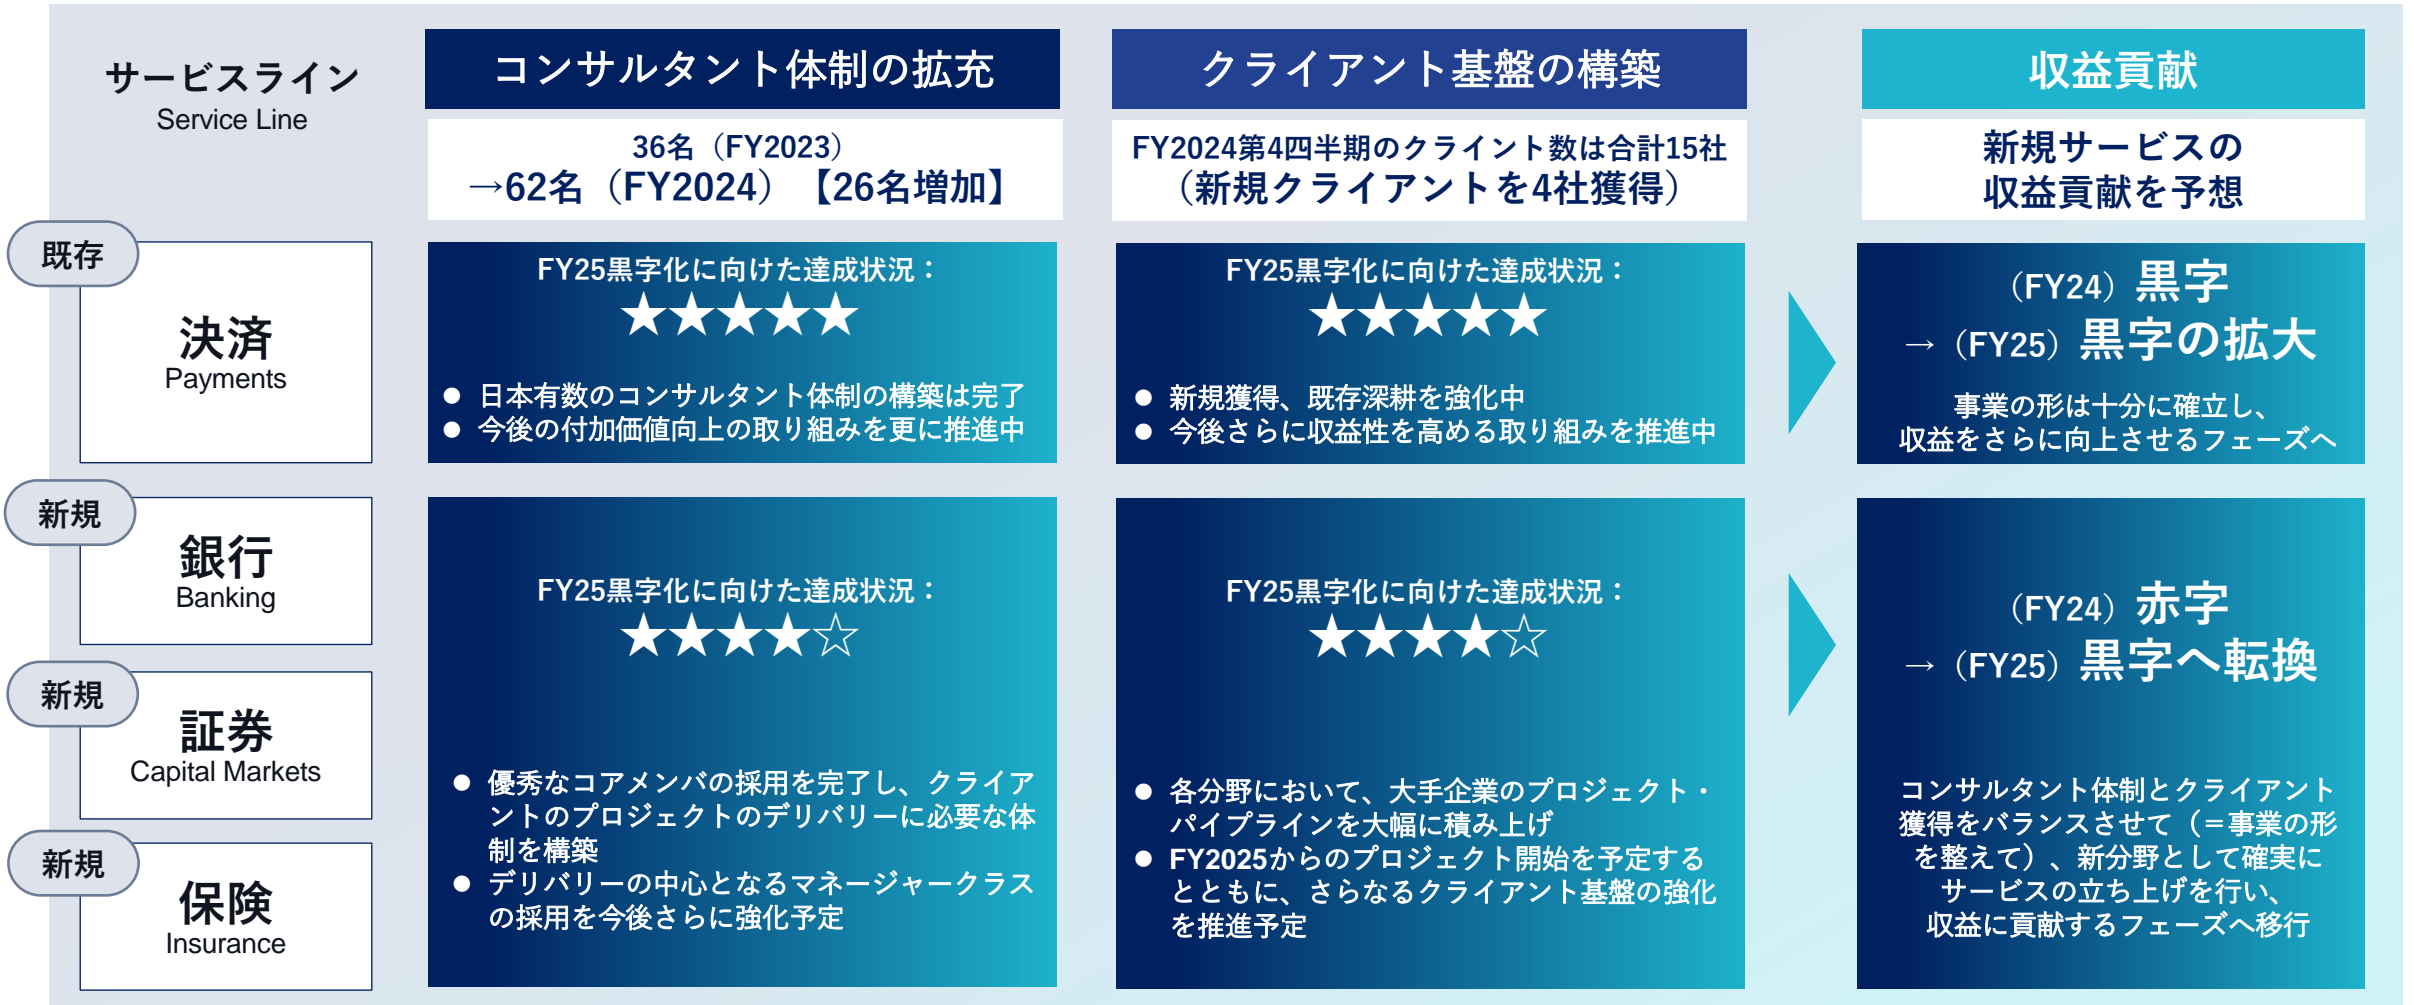 サービスライン
Service Line
コンサルタント体制の拡充
クライアント基盤の構築
収益貢献
36名（FY2023）
→62名（FY2024）【26名増加】
FY2024第4四半期のクライント数は合計15社
（新規クライアントを4社獲得）
新規サービスの
収益貢献を予想
既存
決済
Payments
FY25黒字化に向けた達成状況：
★★★★★
● 日本有数のコンサルタント体制の構築は完了
● 今後の付加価値向上の取り組みを更に推進中
FY25黒字化に向けた達成状況：
★★★★★
● 新規獲得、既存深耕を強化中
● 今後さらに収益性を高める取り組みを推進中
（FY24）黒字
→（FY25）黒字の拡大
事業の形は十分に確立し、
収益をさらに向上させるフェーズへ
新規
銀行
Banking
新規
証券
Capital Markets
新規
保険
Insurance
FY25黒字化に向けた達成状況：
★★★★☆
● 優秀なコアメンバの採用を完了し、クライア
ントのプロジェクトのデリバリーに必要な体
制を構築
● デリバリーの中心となるマネージャークラス
の採用を今後さらに強化予定
FY25黒字化に向けた達成状況：
★★★★☆
● 各分野において、大手企業のプロジェクト・
パイプラインを大幅に積み上げ
● FY2025からのプロジェクト開始を予定する
とともに、さらなるクライアント基盤の強化
を推進予定
（FY24）赤字
→（FY25）黒字へ転換
コンサルタント体制とクライアント
獲得をバランスさせて（＝事業の形
を整えて）、新分野として確実に
サービスの立ち上げを行い、
収益に貢献するフェーズへ移行